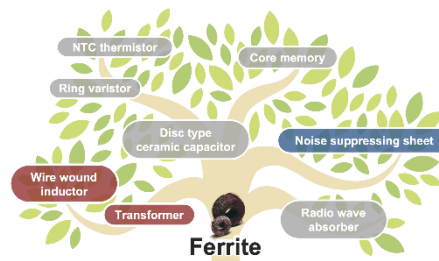 NTC thermistor
Core memory
Ring varistor
Disc type
ceramic capacitor
Noise suppressing sheet
Wire wound
inductor
Transformer
Radio wave
absorber
Ferrite